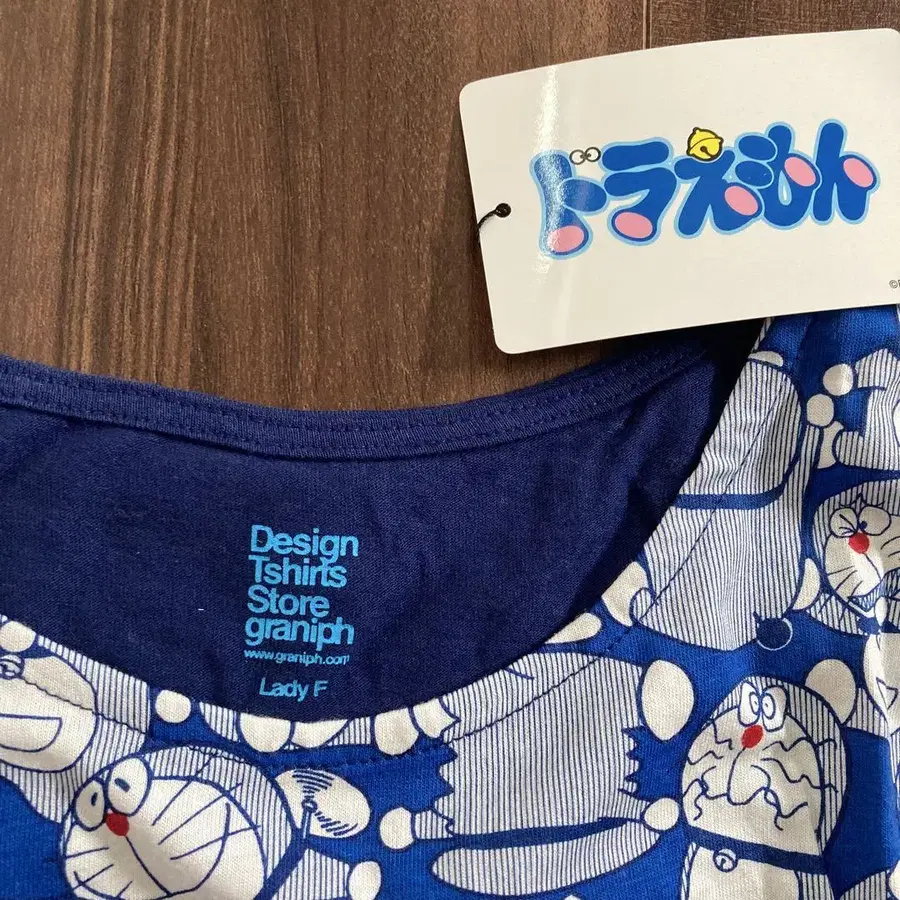 ドラえもん
Design
Tshirts
Store
graniph
www.graniph.com
Lady F